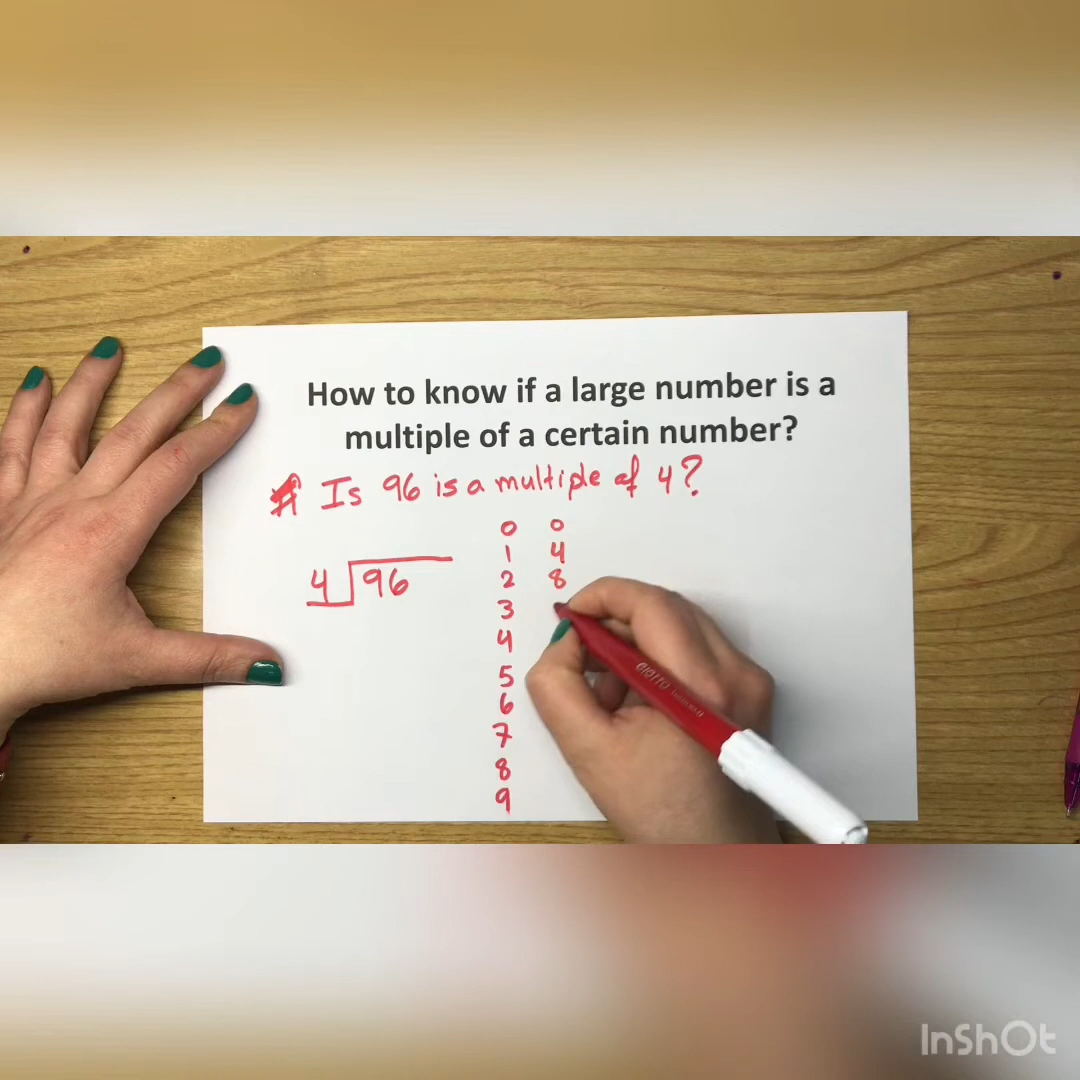 How to know if a large number is a
multiple of a certain number?
# Is 96 is a multiple of 4?
0 0
1 4
4 96 2 8
3
4
5
6
7
8
9
GIOTTO
InShOt